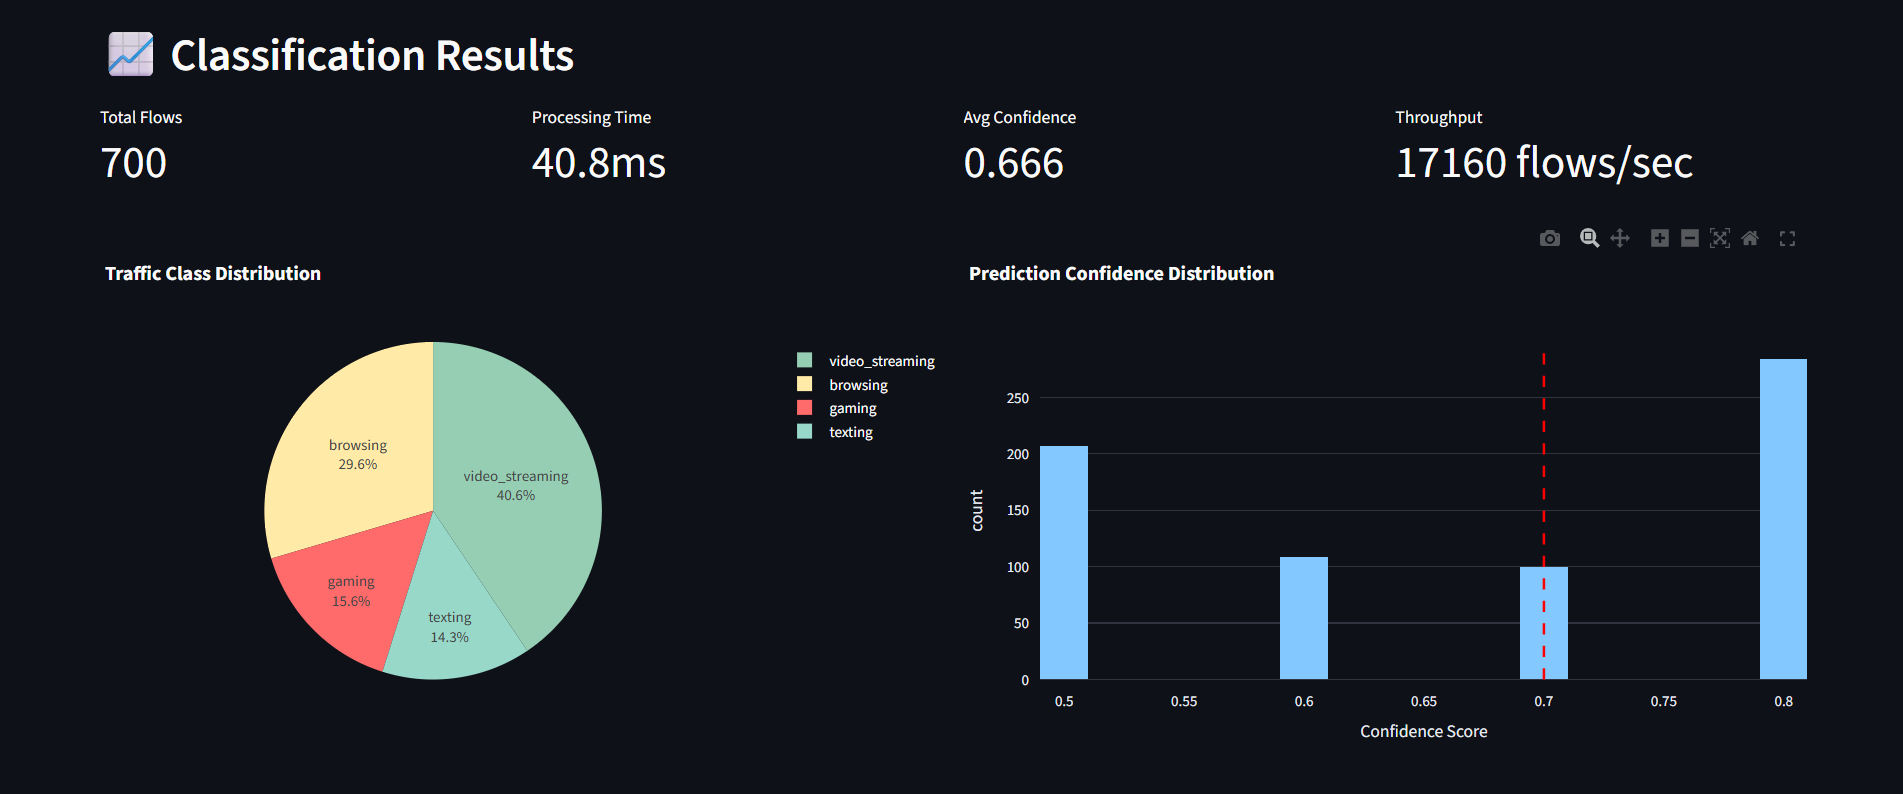 Classification Results
Total Flows
700
Processing Time
40.8ms
Avg Confidence
0.666
Throughput
17160 flows/sec
Traffic Class Distribution
browsing
29.6%
video_streaming
40.6%
gaming
15.6%
texting
14.3%
video_streaming
browsing
gaming
texting
Prediction Confidence Distribution
count
250
200
150
100
50
0
0.5
0.55
0.6
0.65
0.7
0.75
0.8
Confidence Score